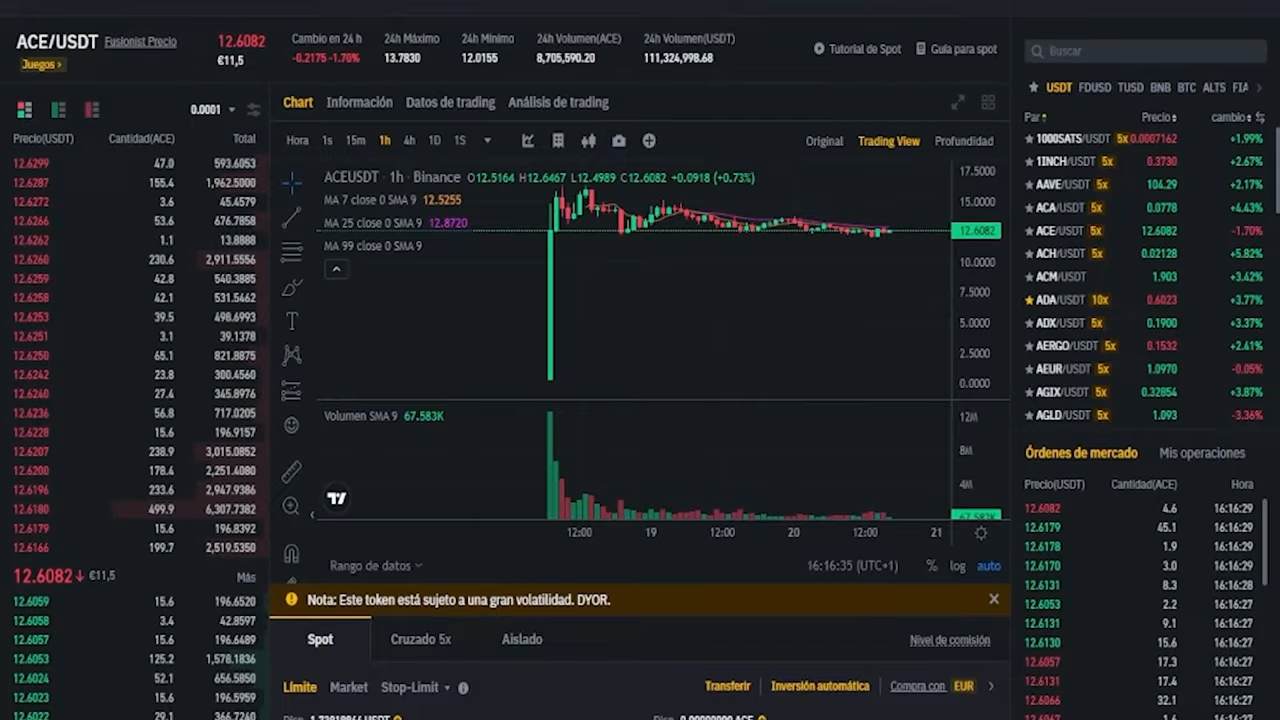 ACE/USDT Fusionist Precio
Juegos ›
12.6082
€11,5
Cambio en 24 h
-0.2175 -1.70%
24h Máximo
13.7830
24h Mínimo
12.0155
24h Volumen(ACE)
8,705,590.20
24h Volumen(USDT)
111,324,998.68
Tutorial de Spot
Guía para spot
0.0001
Precio(USDT) Cantidad(ACE) Total
12.6299 47.0 593.6053
12.6287 155.4 1,962.5000
12.6272 3.6 45.4579
12.6266 53.6 676.7858
12.6262 1.1 13.8888
12.6260 230.6 2,911.5556
12.6259 42.8 540.3885
12.6258 42.1 531.5462
12.6253 39.5 498.6993
12.6251 3.1 39.1378
12.6250 65.1 821.8875
12.6242 23.8 300.4560
12.6240 27.4 345.8976
12.6236 56.8 717.0205
12.6228 15.6 196.9157
12.6207 238.9 3,015.0852
12.6200 178.4 2,251.4080
12.6196 233.6 2,947.9386
12.6180 499.9 6,307.7382
12.6179 15.6 196.8392
12.6166 199.7 2,519.5350
12.6082↓ €11,5 Más
12.6059 15.6 196.6520
12.6058 3.4 42.8597
12.6057 15.6 196.6489
12.6053 125.2 1,578.1836
12.6024 52.1 656.5850
12.6023 15.6 196.5959
12.6022 29.1 366.7240
Chart Información Datos de trading Análisis de trading
Hora 1s 15m 1h 4h 1D 1S
Original Trading View Profundidad
ACEUSDT · 1h · Binance O12.5164 H12.6467 L12.4989 C12.6082 +0.0918 (+0.73%)
MA 7 close 0 SMA 9 12.5255
MA 25 close 0 SMA 9 12.8720
MA 99 close 0 SMA 9
17.5000
15.0000
12.6082
10.0000
7.5000
5.0000
2.5000
0.0000
Volumen SMA 9 67.583K
12M
8M
4M
67.583K
12:00 19 12:00 20 12:00 21
Rango de datos
16:16:35 (UTC+1) % log auto
Nota: Este token está sujeto a una gran volatilidad. DYOR.
Spot Cruzado 5x Aislado
Nivel de comisión
Límite Market Stop-Limit
Transferir Inversión automática Compra con EUR
Disp. 1.72818864 USDT
Disp. 0.00000000 ACE
Buscar
USDT FDUSD TUSD BNB BTC ALTS FIA
Par Precio cambio
1000SATS/USDT 5x 0.0007162 +1.99%
1INCH/USDT 5x 0.3730 +2.67%
AAVE/USDT 5x 104.29 +2.17%
ACA/USDT 5x 0.0778 +4.43%
ACE/USDT 5x 12.6082 -1.70%
ACH/USDT 5x 0.02128 +5.82%
ACM/USDT 1.903 +3.42%
ADA/USDT 10x 0.6023 +3.77%
ADX/USDT 5x 0.1900 +3.37%
AERGO/USDT 5x 0.1532 +2.41%
AEUR/USDT 5x 1.0970 -0.05%
AGIX/USDT 5x 0.32854 +3.87%
AGLD/USDT 5x 1.093 -3.36%
Órdenes de mercado Mis operaciones
Precio(USDT) Cantidad(ACE) Hora
12.6082 4.6 16:16:29
12.6179 45.1 16:16:29
12.6178 1.9 16:16:29
12.6170 3.0 16:16:29
12.6131 8.3 16:16:28
12.6053 2.2 16:16:27
12.6131 9.1 16:16:27
12.6130 15.6 16:16:27
12.6057 17.3 16:16:27
12.6131 17.4 16:16:27
12.6066 32.1 16:16:27